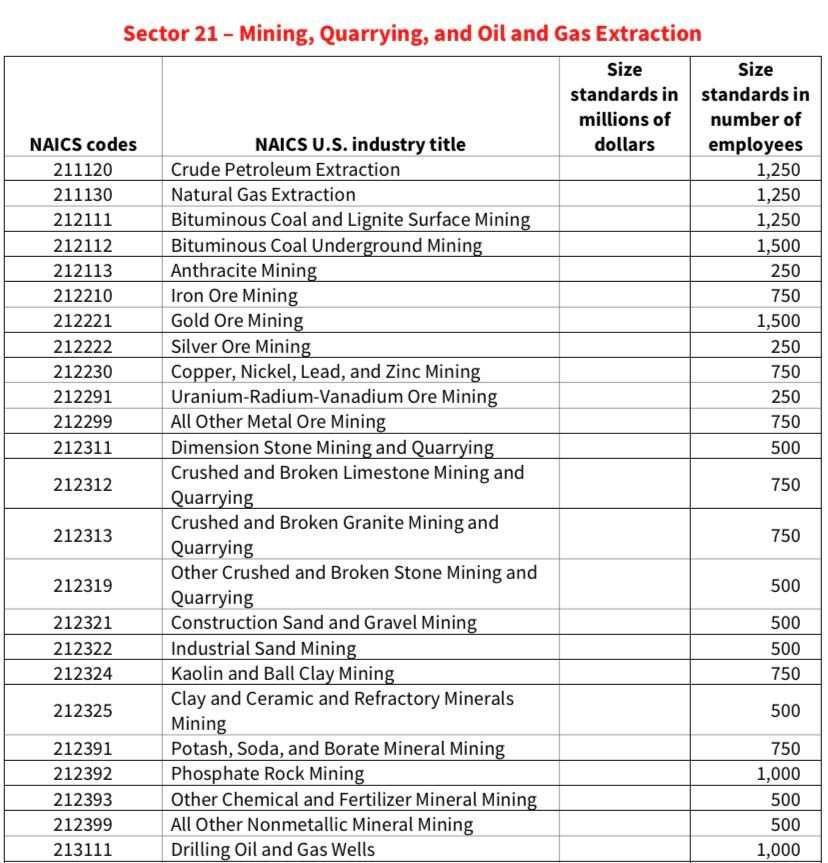 Sector 21 – Mining, Quarrying, and Oil and Gas Extraction
NAICS codes NAICS U.S. industry title Size standards in millions of dollars Size standards in number of employees
211120 Crude Petroleum Extraction 1,250
211130 Natural Gas Extraction 1,250
212111 Bituminous Coal and Lignite Surface Mining 1,250
212112 Bituminous Coal Underground Mining 1,500
212113 Anthracite Mining 250
212210 Iron Ore Mining 750
212221 Gold Ore Mining 1,500
212222 Silver Ore Mining 250
212230 Copper, Nickel, Lead, and Zinc Mining 750
212291 Uranium-Radium-Vanadium Ore Mining 250
212299 All Other Metal Ore Mining 750
212311 Dimension Stone Mining and Quarrying 500
212312 Crushed and Broken Limestone Mining and Quarrying 750
212313 Crushed and Broken Granite Mining and Quarrying 750
212319 Other Crushed and Broken Stone Mining and Quarrying 500
212321 Construction Sand and Gravel Mining 500
212322 Industrial Sand Mining 500
212324 Kaolin and Ball Clay Mining 750
212325 Clay and Ceramic and Refractory Minerals Mining 500
212391 Potash, Soda, and Borate Mineral Mining 750
212392 Phosphate Rock Mining 1,000
212393 Other Chemical and Fertilizer Mineral Mining 500
212399 All Other Nonmetallic Mineral Mining 500
213111 Drilling Oil and Gas Wells 1,000